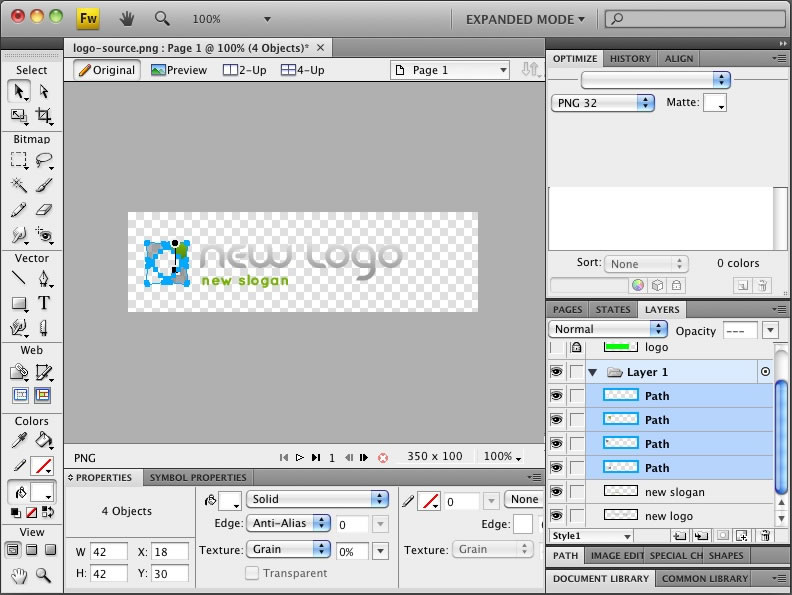 Fw 100% EXPANDED MODE
logo-source.png : Page 1 @ 100% (4 Objects)*
Original Preview 2-Up 4-Up Page 1
Select
Bitmap
Vector
T
Web
Colors
View
new logo
new slogan
PNG 1 350 x 100 100%
PROPERTIES SYMBOL PROPERTIES
4 Objects
W 42 X: 18
H: 42 Y: 30
Solid
Edge: Anti-Alias 0
Texture: Grain 0%
Transparent
0 None
Edge:
Texture: Grain
OPTIMIZE HISTORY ALIGN
PNG 32 Matte:
Sort: None 0 colors
PAGES STATES LAYERS
Normal Opacity ---
logo
Layer 1
Path
Path
Path
Path
new slogan
new logo
Style1
PATH IMAGE EDIT SPECIAL CH SHAPES
DOCUMENT LIBRARY COMMON LIBRARY